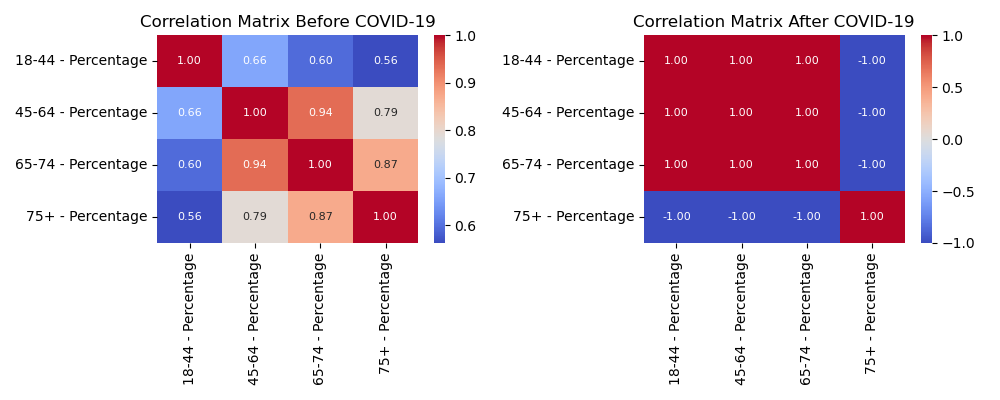 Correlation Matrix Before COVID-19
18-44 - Percentage
1.00 0.66 0.60 0.56
45-64 - Percentage
0.66 1.00 0.94 0.79
65-74 - Percentage
0.60 0.94 1.00 0.87
75+ - Percentage
0.56 0.79 0.87 1.00
18-44 - Percentage
45-64 - Percentage
65-74 - Percentage
75+ - Percentage
1.0
0.9
0.8
0.7
0.6
Correlation Matrix After COVID-19
18-44 - Percentage
1.00 1.00 1.00 -1.00
45-64 - Percentage
1.00 1.00 1.00 -1.00
65-74 - Percentage
1.00 1.00 1.00 -1.00
75+ - Percentage
-1.00 -1.00 -1.00 1.00
18-44 - Percentage
45-64 - Percentage
65-74 - Percentage
75+ - Percentage
1.0
0.5
0.0
−0.5
−1.0